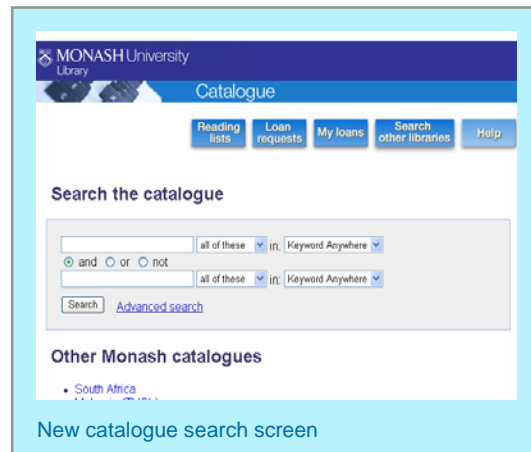 MONASH University
Library
Catalogue
Reading lists
Loan requests
My loans
Search other libraries
Help
Search the catalogue
all of these in: Keyword Anywhere
and or not
all of these in: Keyword Anywhere
Search Advanced search
Other Monash catalogues
South Africa
New catalogue search screen